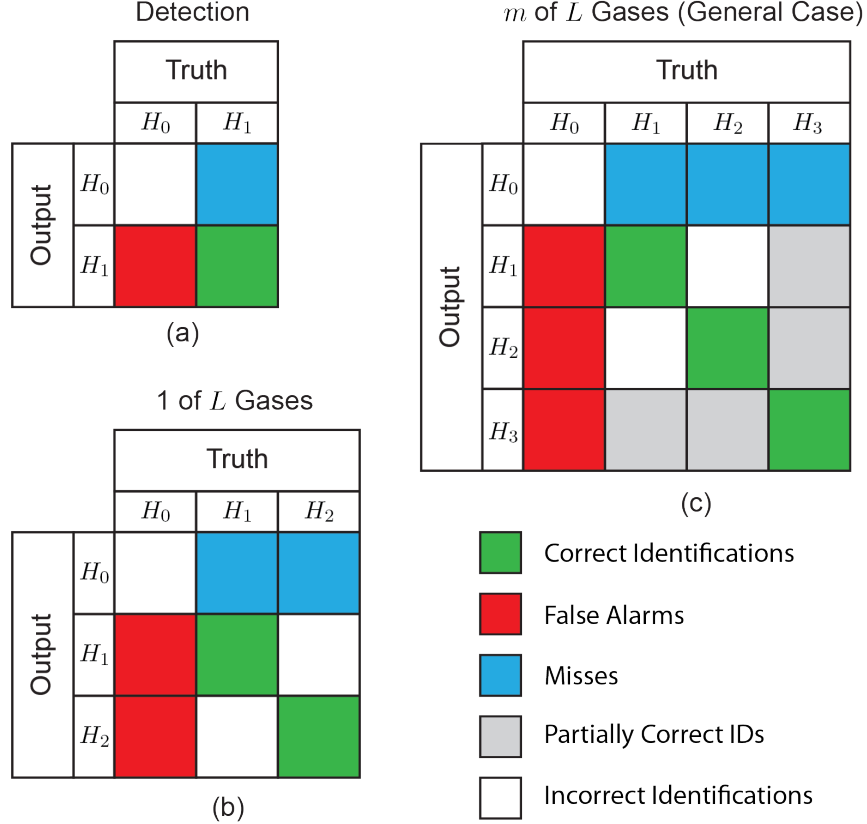 Detection
Truth
H₀ H₁
Output
H₀
H₁
(a)
1 of L Gases
Truth
H₀ H₁ H₂
Output
H₀
H₁
H₂
(b)
m of L Gases (General Case)
Truth
H₀ H₁ H₂ H₃
Output
H₀
H₁
H₂
H₃
(c)
Correct Identifications
False Alarms
Misses
Partially Correct IDs
Incorrect Identifications